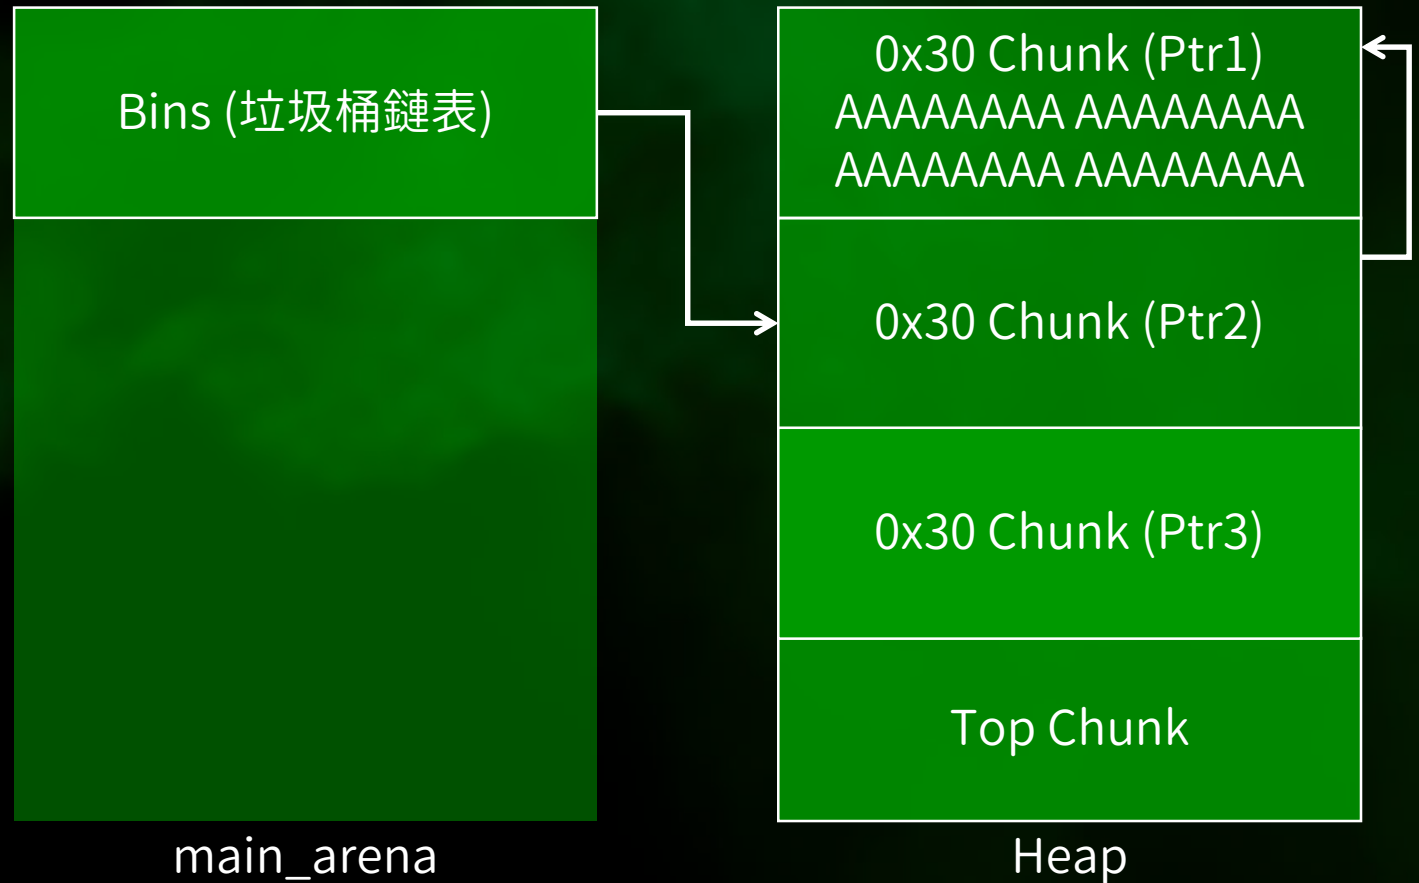 Bins (垃圾桶鏈表)
main_arena
0x30 Chunk (Ptr1)
AAAAAAAA AAAAAAAA
AAAAAAAA AAAAAAAA
0x30 Chunk (Ptr2)
0x30 Chunk (Ptr3)
Top Chunk
Heap